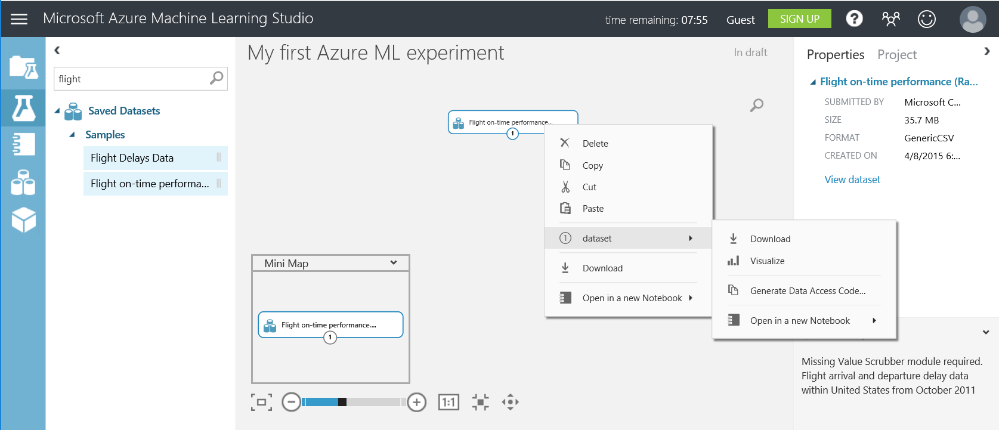 Microsoft Azure Machine Learning Studio
time remaining: 07:55
Guest
SIGN UP
?
flight
Saved Datasets
Samples
Flight Delays Data
Flight on-time performa...
My first Azure ML experiment
In draft
Flight on-time performance...
1
Delete
Copy
Cut
Paste
1 dataset
Download
Open in a new Notebook
Download
Visualize
Generate Data Access Code...
Open in a new Notebook
Mini Map
Flight on-time performance....
1
1:1
Properties Project
Flight on-time performance (Ra...
SUBMITTED BY Microsoft C...
SIZE 35.7 MB
FORMAT GenericCSV
CREATED ON 4/8/2015 6:...
View dataset
Missing Value Scrubber module required.
Flight arrival and departure delay data
within United States from October 2011